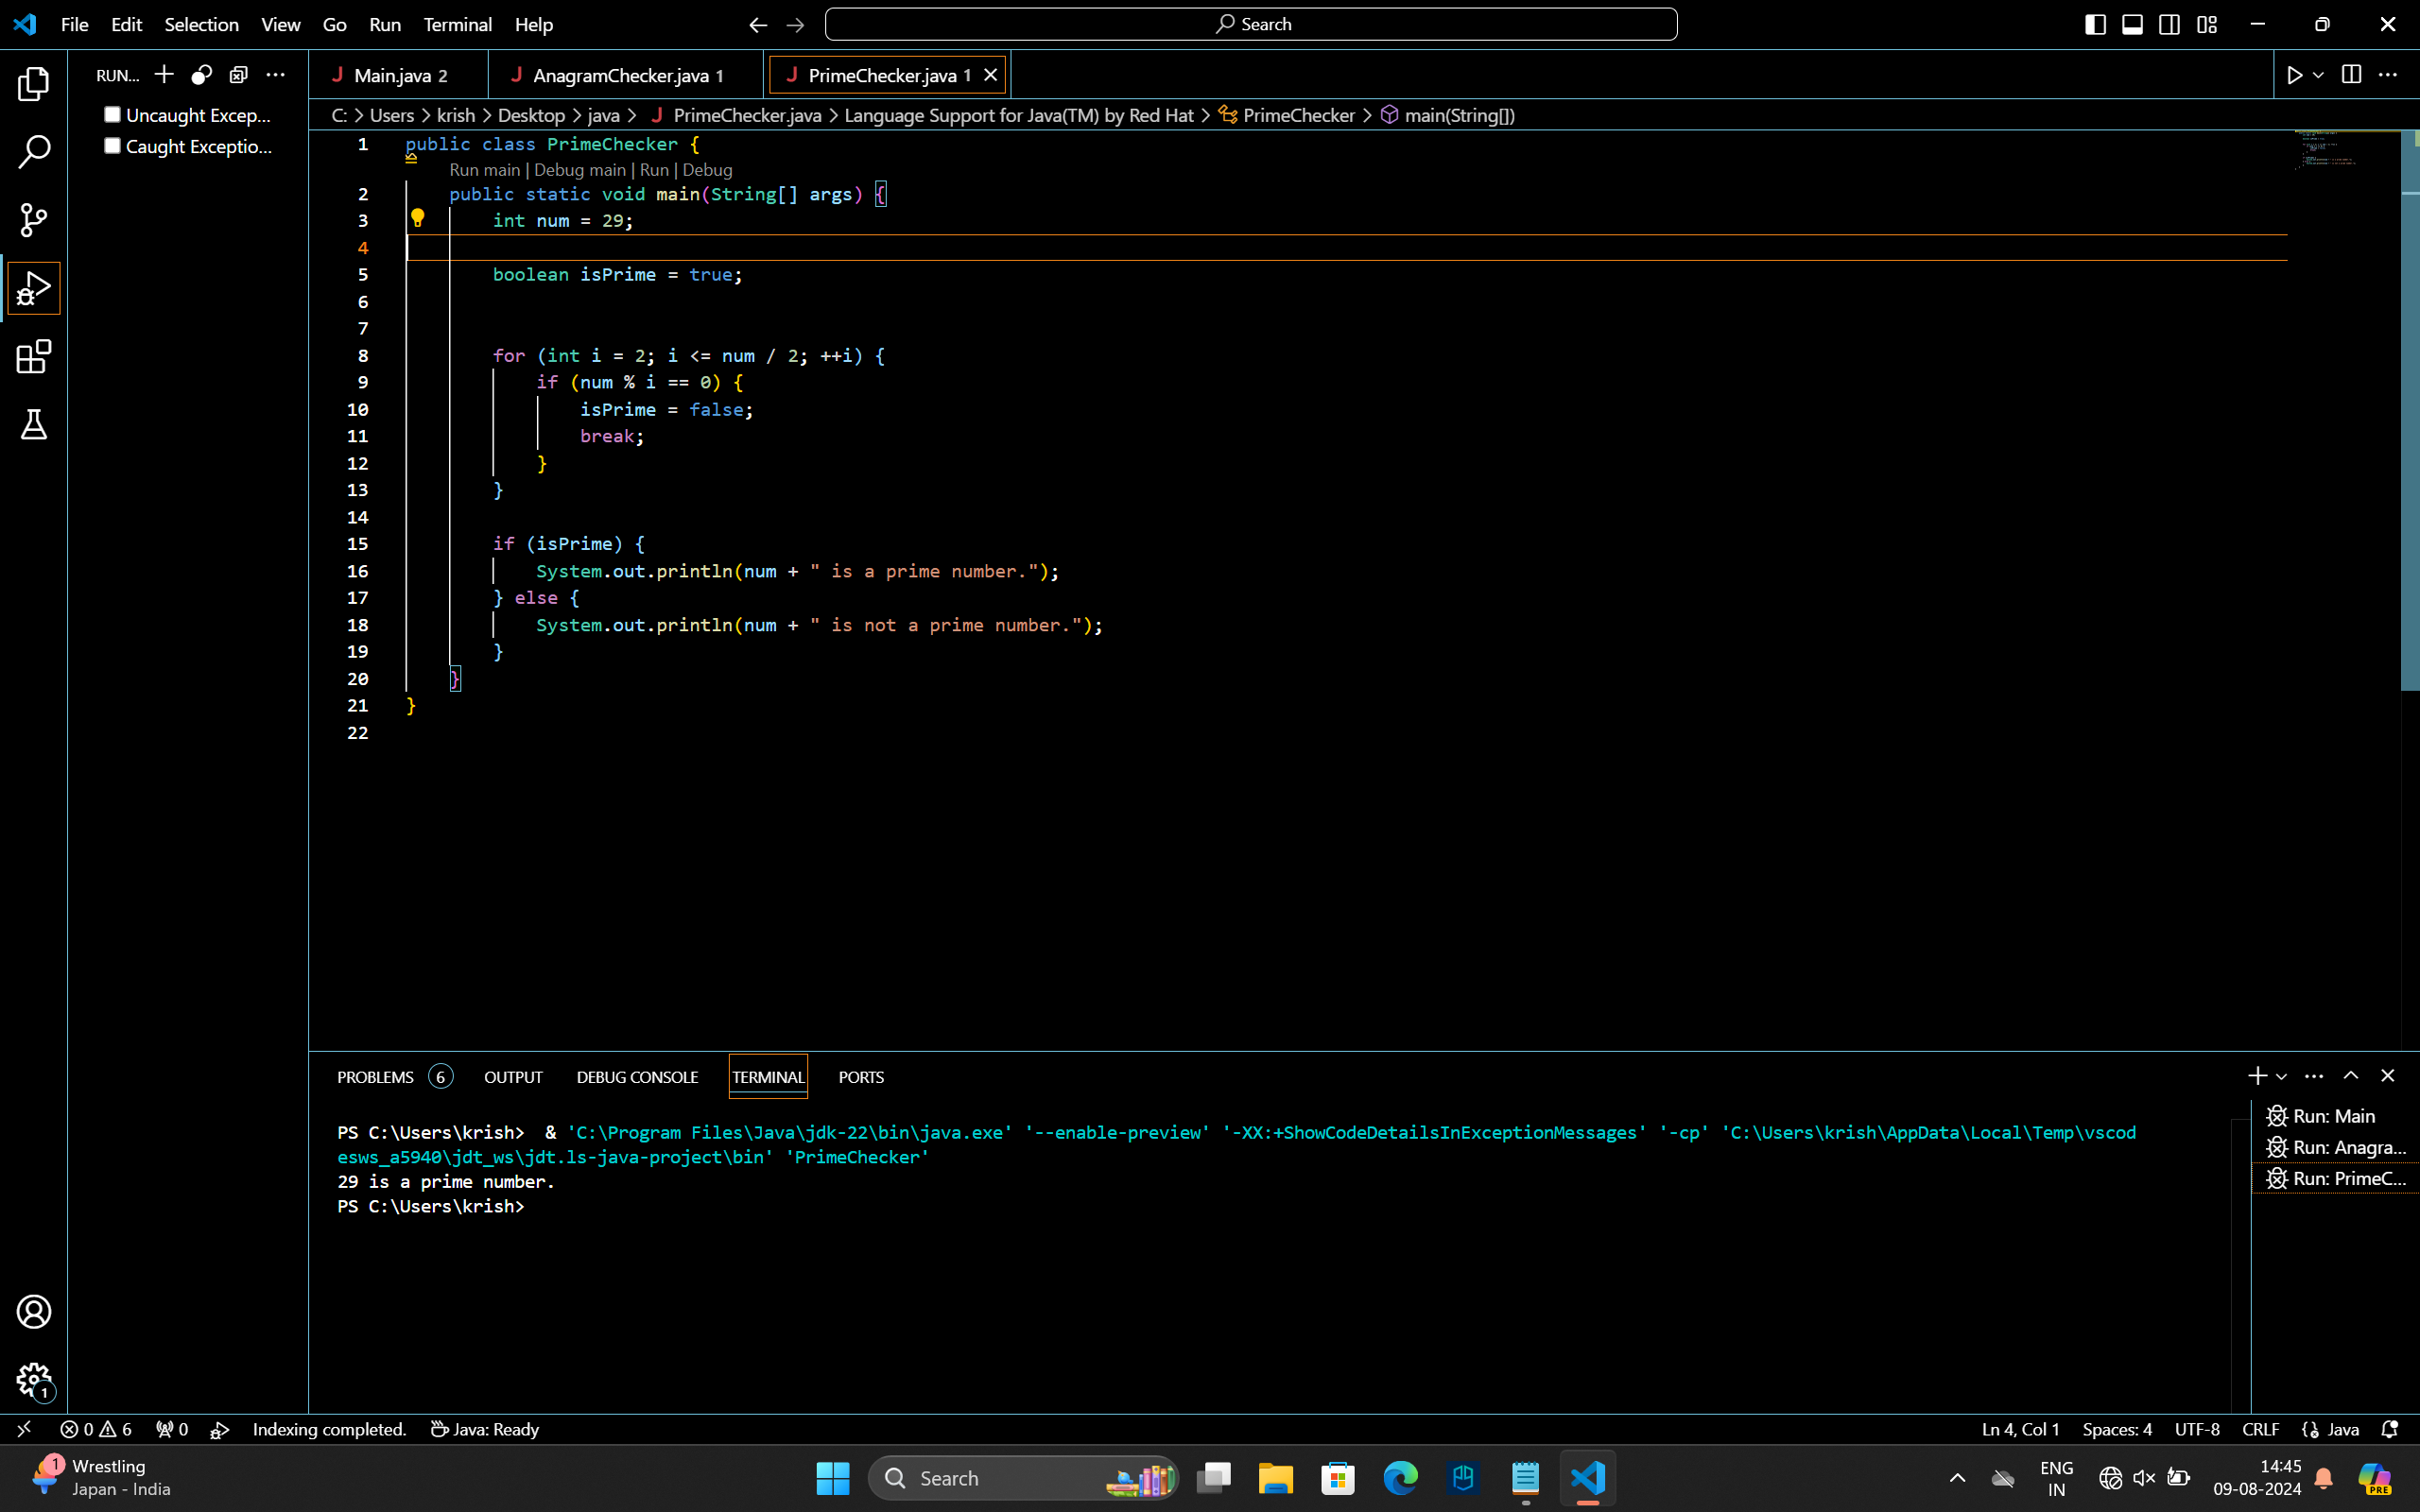 File Edit Selection View Go Run Terminal Help
Search
RUN...
Uncaught Excep...
Caught Exceptio...
Main.java 2
AnagramChecker.java 1
PrimeChecker.java 1
C: > Users > krish > Desktop > java > J PrimeChecker.java > Language Support for Java(TM) by Red Hat > PrimeChecker > main(String[])
1 public class PrimeChecker {
Run main | Debug main | Run | Debug
2 public static void main(String[] args) {
3 int num = 29;
4
5 boolean isPrime = true;
6
7
8 for (int i = 2; i <= num / 2; ++i) {
9 if (num % i == 0) {
10 isPrime = false;
11 break;
12 }
13 }
14
15 if (isPrime) {
16 System.out.println(num + " is a prime number.");
17 } else {
18 System.out.println(num + " is not a prime number.");
19 }
20 }
21 }
22
PROBLEMS 6 OUTPUT DEBUG CONSOLE TERMINAL PORTS
PS C:\Users\krish>  & 'C:\Program Files\Java\jdk-22\bin\java.exe' '--enable-preview' '-XX:+ShowCodeDetailsInExceptionMessages' '-cp' 'C:\Users\krish\AppData\Local\Temp\vscod
esws_a5940\jdt_ws\jdt.ls-java-project\bin' 'PrimeChecker'
29 is a prime number.
PS C:\Users\krish>
Run: Main
Run: Anagra...
Run: PrimeC...
1
0 6 0 Indexing completed. Java: Ready
Ln 4, Col 1 Spaces: 4 UTF-8 CRLF {} Java
1
Wrestling
Japan - India
Search
ENG
IN
14:45
09-08-2024
PRE